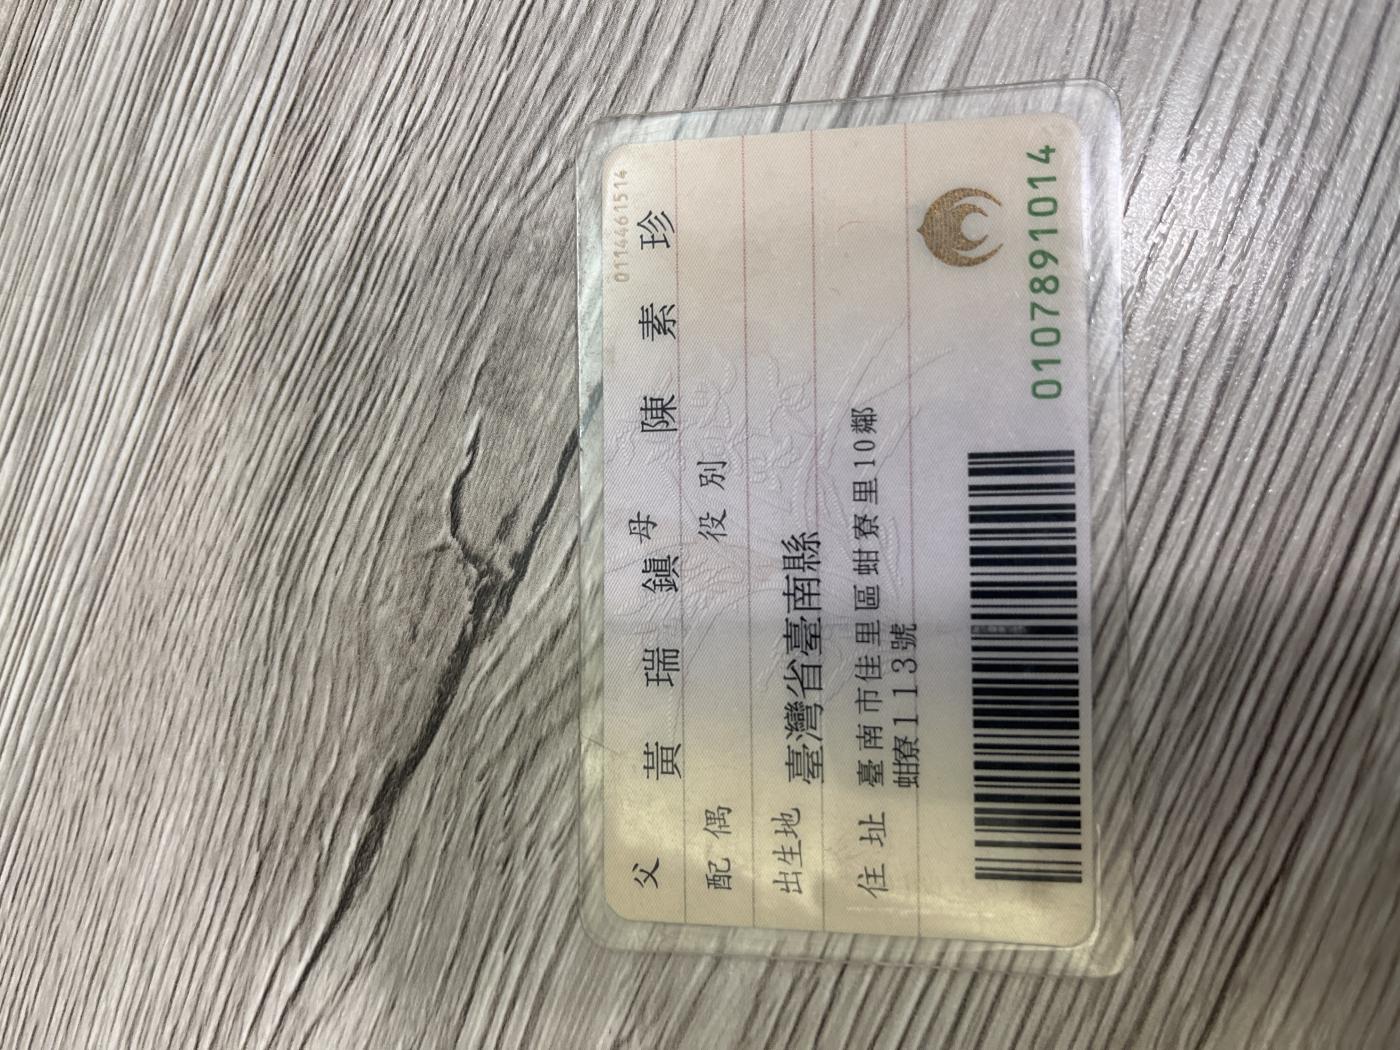 0114461514
父 黃瑞鎮 母 陳素珍
配偶 役別
出生地 臺灣省臺南縣
住址 臺南市佳里區蚶寮里10鄰
蚶寮113號
0107891014